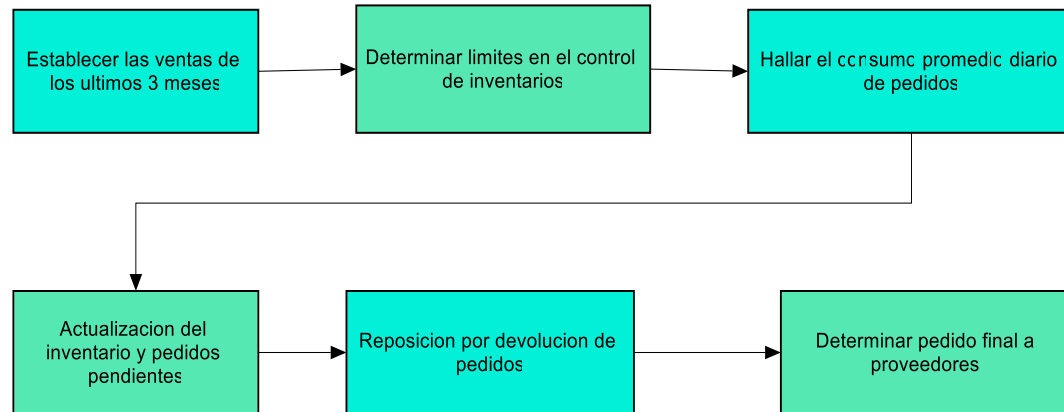 Establecer las ventas de
los ultimos 3 meses
Determinar limites en el control
de inventarios
Hallar el consumo promedio diario
de pedidos
Actualizacion del
inventario y pedidos
pendientes
Reposicion por devolucion de
pedidos
Determinar pedido final a
proveedores